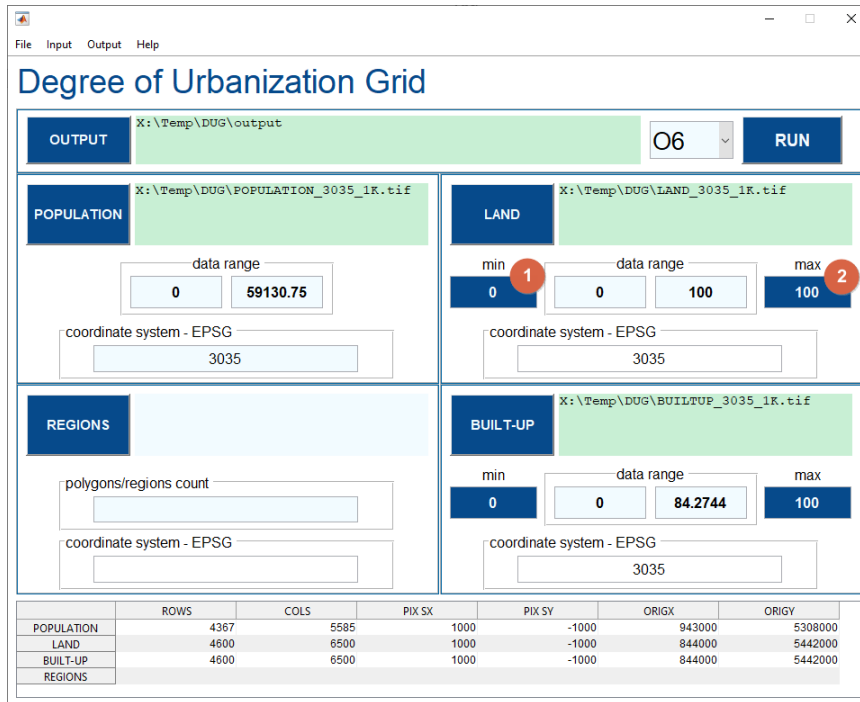 File Input Output Help
Degree of Urbanization Grid
OUTPUT
X:\Temp\DUG\output
O6
RUN
POPULATION
X:\Temp\DUG\POPULATION_3035_1K.tif
data range
0 59130.75
coordinate system - EPSG
3035
LAND
X:\Temp\DUG\LAND_3035_1K.tif
min 1 data range max 2
0 0 100 100
coordinate system - EPSG
3035
REGIONS
polygons/regions count
coordinate system - EPSG
BUILT-UP
X:\Temp\DUG\BUILTUP_3035_1K.tif
min data range max
0 0 84.2744 100
coordinate system - EPSG
3035
ROWS COLS PIX SX PIX SY ORIGX ORIGY
POPULATION 4367 5585 1000 -1000 943000 5308000
LAND 4600 6500 1000 -1000 844000 5442000
BUILT-UP 4600 6500 1000 -1000 844000 5442000
REGIONS